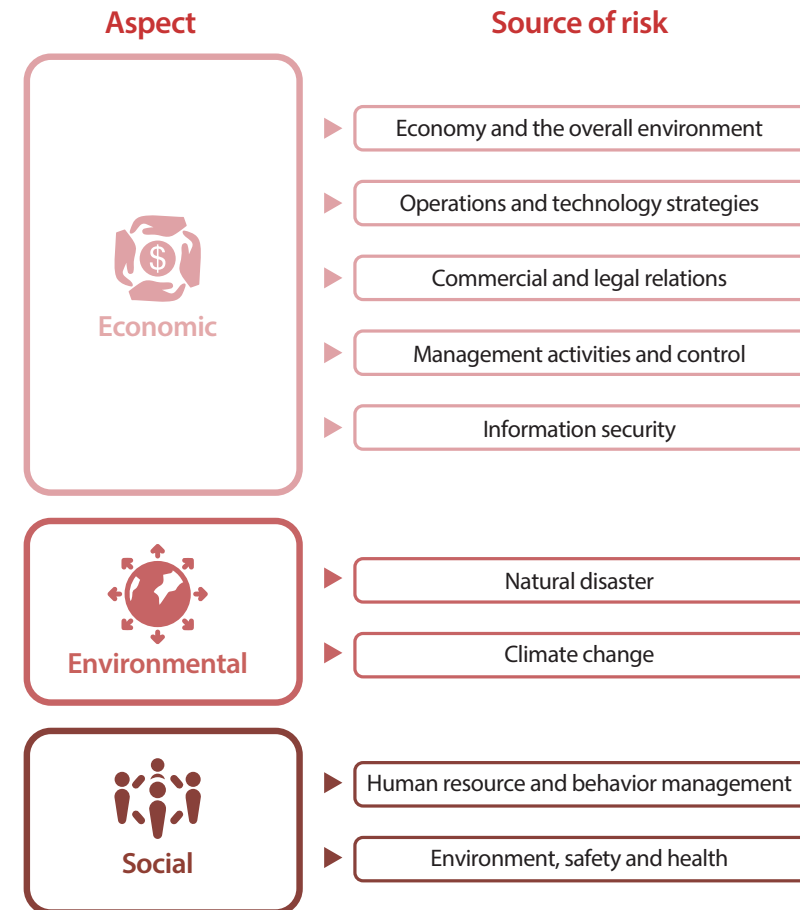 Aspect
Source of risk
$
Economic
Economy and the overall environment
Operations and technology strategies
Commercial and legal relations
Management activities and control
Information security
Environmental
Natural disaster
Climate change
Social
Human resource and behavior management
Environment, safety and health